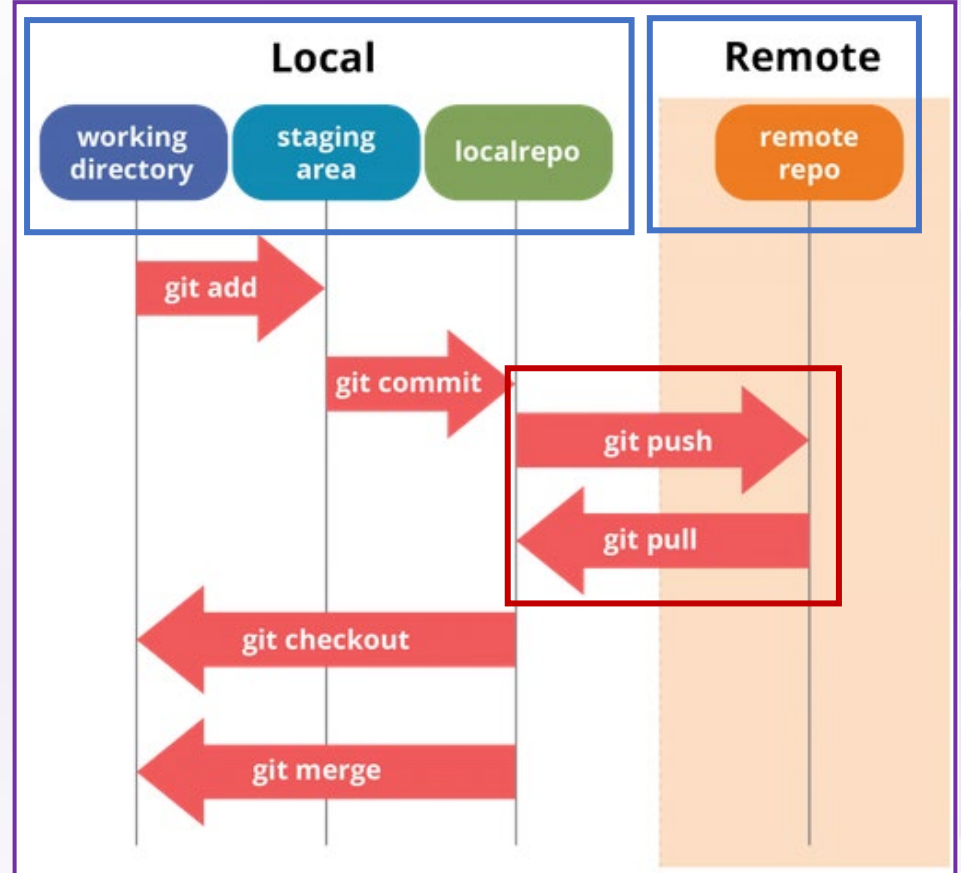 Local
Remote
working
directory
staging
area
localrepo
remote
repo
git add
git commit
git push
git pull
git checkout
git merge